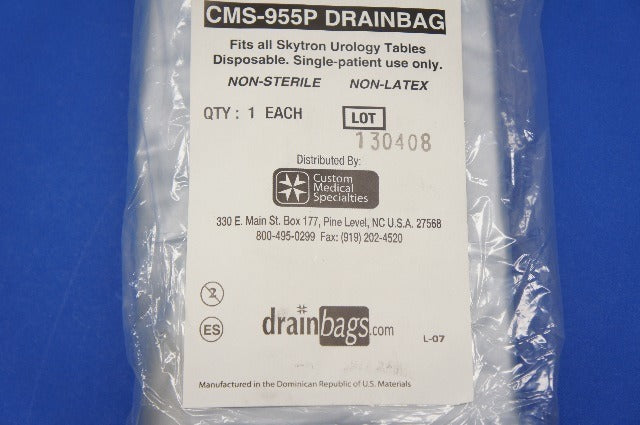 CMS-955P DRAINBAG
Fits all Skytron Urology Tables
Disposable. Single-patient use only.
NON-STERILE NON-LATEX
QTY : 1 EACH LOT
130408
Distributed By:
Custom
Medical
Specialties
330 E. Main St. Box 177, Pine Level, NC U.S.A. 27568
800-495-0299 Fax: (919) 202-4520
2
ES
drainbags.com
L-07
Manufactured in the Dominican Republic of U.S. Materials